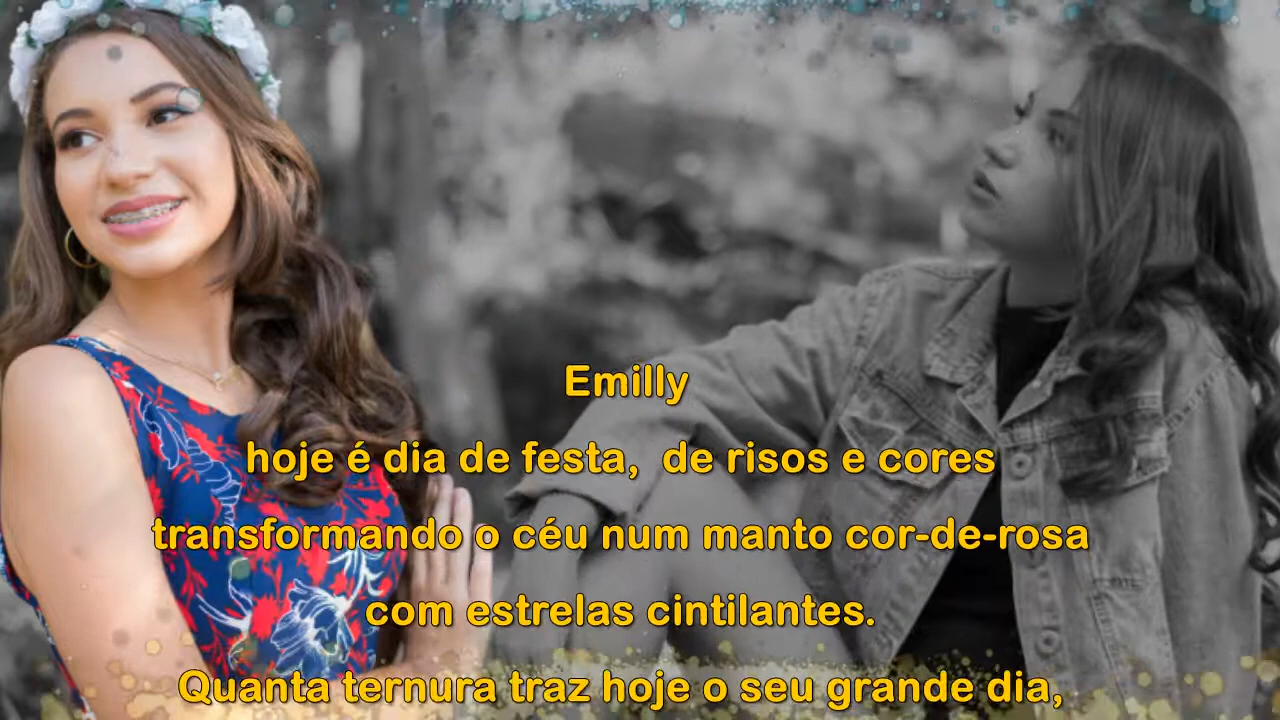 Emilly
hoje é dia de festa,  de risos e cores
transformando o céu num manto cor-de-rosa
com estrelas cintilantes.
Quanta ternura traz hoje o seu grande dia,